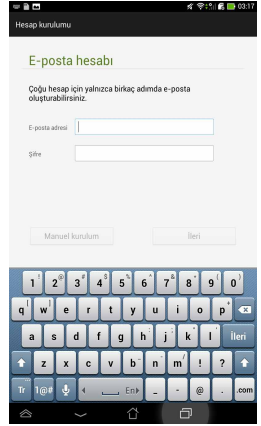 03:17
Hesap kurulumu
E-posta hesabı
Çoğu hesap için yalnızca birkaç adımda e-posta
oluşturabilirsiniz.
E-posta adresi
Şifre
Manuel kurulum İleri
1 ! 2 @ 3 # 4 $ 5 % 6 ^ 7 & 8 * 9 ( 0 )
q \ w | e r t y u i o p "
a s d f g h ; j ; k ' l ' İleri
z x c v b - n - m / ! ?
Tr 1@# En _ - @ . .com